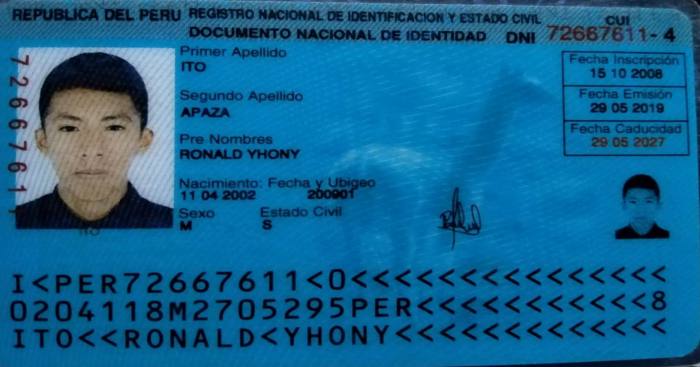 REPUBLICA DEL PERU REGISTRO NACIONAL DE IDENTIFICACION Y ESTADO CIVIL
DOCUMENTO NACIONAL DE IDENTIDAD DNI
CUI
72667611-4
72667611
Primer Apellido
ITO
Segundo Apellido
APAZA
Pre Nombres
RONALD YHONY
Nacimiento: Fecha y Ubigeo
11 04 2002 200901
Sexo Estado Civil
M S
Fecha Inscripción
15 10 2008
Fecha Emisión
29 05 2019
Fecha Caducidad
29 05 2027
I<PER72667611<0<<<<<<<<<<<<<<<
0204118M2705295PER<<<<<<<<<<<8
ITO<<RONALD<YHONY<<<<<<<<<<<<<